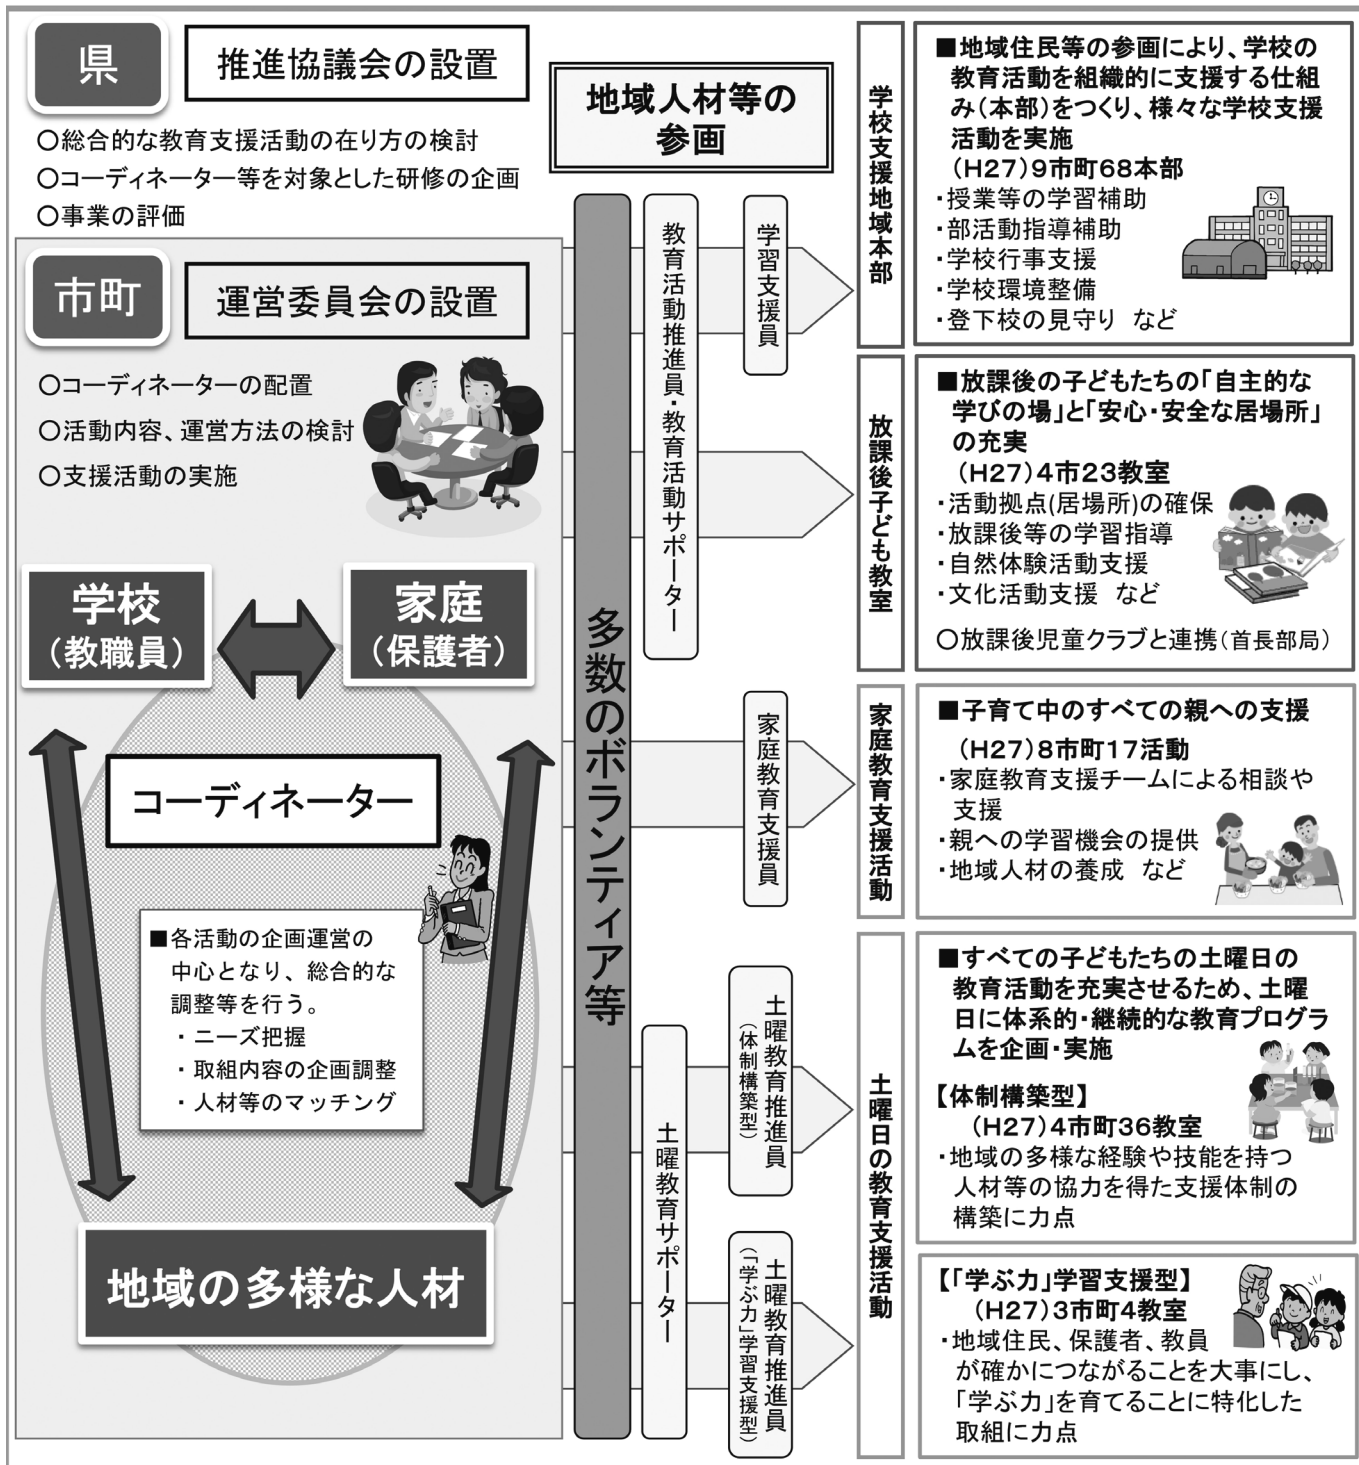 県
推進協議会の設置
○総合的な教育支援活動の在り方の検討
○コーディネーター等を対象とした研修の企画
○事業の評価
市町
運営委員会の設置
○コーディネーターの配置
○活動内容、運営方法の検討
○支援活動の実施
学校
（教職員）
家庭
（保護者）
コーディネーター
■各活動の企画運営の
中心となり、総合的な
調整等を行う。
・ニーズ把握
・取組内容の企画調整
・人材等のマッチング
地域の多様な人材
地域人材等の
参画
多数のボランティア等
教育活動推進員・教育活動サポーター
学習支援員
家庭教育支援員
土曜教育サポーター
土曜教育推進員
（体制構築型）
土曜教育推進員
（「学ぶ力」学習支援型）
学校支援地域本部
■地域住民等の参画により、学校の
教育活動を組織的に支援する仕組
み（本部）をつくり、様々な学校支援
活動を実施
（H27）9市町68本部
・授業等の学習補助
・部活動指導補助
・学校行事支援
・学校環境整備
・登下校の見守り など
放課後子ども教室
■放課後の子どもたちの「自主的な
学びの場」と「安心・安全な居場所」
の充実
（H27）4市23教室
・活動拠点(居場所)の確保
・放課後等の学習指導
・自然体験活動支援
・文化活動支援 など
○放課後児童クラブと連携（首長部局）
家庭教育支援活動
■子育て中のすべての親への支援
（H27）8市町17活動
・家庭教育支援チームによる相談や
支援
・親への学習機会の提供
・地域人材の養成 など
土曜日の教育支援活動
■すべての子どもたちの土曜日の
教育活動を充実させるため、土曜
日に体系的・継続的な教育プログラ
ムを企画・実施
【体制構築型】
（H27）4市町36教室
・地域の多様な経験や技能を持つ
人材等の協力を得た支援体制の
構築に力点
【「学ぶ力」学習支援型】
（H27）3市町4教室
・地域住民、保護者、教員
が確かにつながることを大事にし、
「学ぶ力」を育てることに特化した
取組に力点